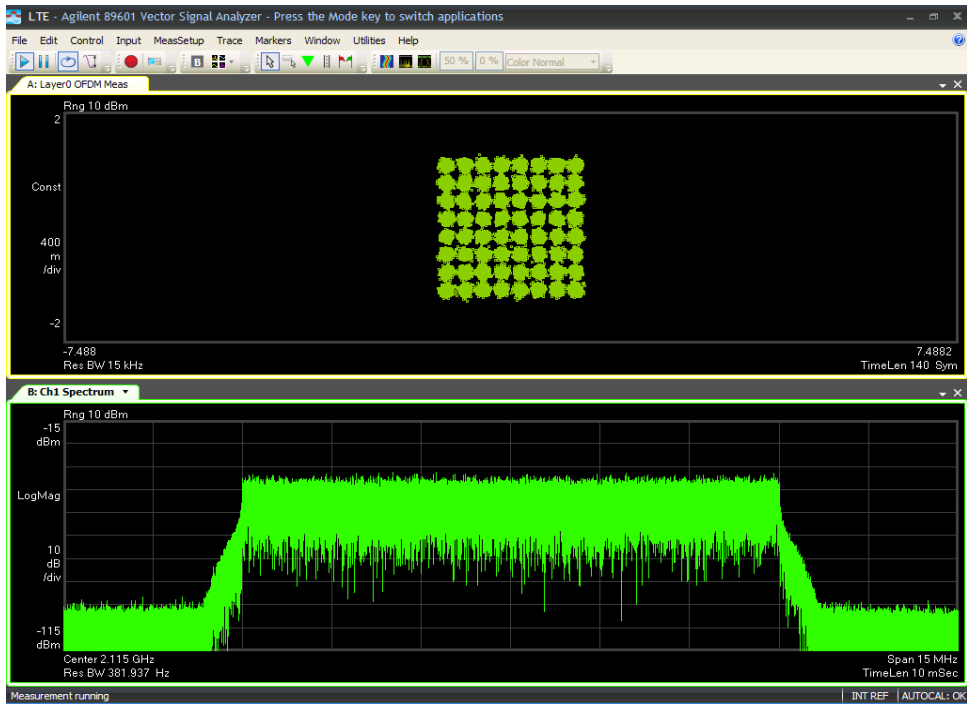 LTE - Agilent 89601 Vector Signal Analyzer - Press the Mode key to switch applications
File Edit Control Input MeasSetup Trace Markers Window Utilities Help
B 50 % 0 % Color Normal
A: Layer0 OFDM Meas
Rng 10 dBm
2
Const
400
m
/div
-2
-7.488 7.4882
Res BW 15 kHz TimeLen 140 Sym
B: Ch1 Spectrum
Rng 10 dBm
-15
dBm
LogMag
10
dB
/div
-115
dBm
Center 2.115 GHz Span 15 MHz
Res BW 381.937 Hz TimeLen 10 mSec
Measurement running INT REF AUTOCAL: OK